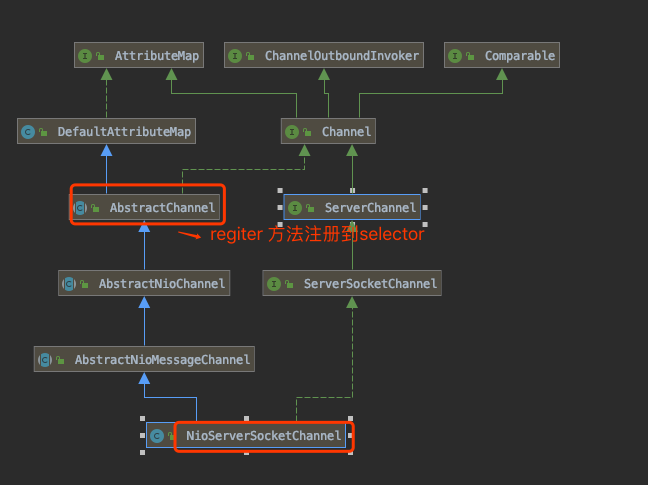 AttributeMap
ChannelOutboundInvoker
Comparable
DefaultAttributeMap
Channel
AbstractChannel
ServerChannel
regiter 方法注册到selector
AbstractNioChannel
ServerSocketChannel
AbstractNioMessageChannel
NioServerSocketChannel